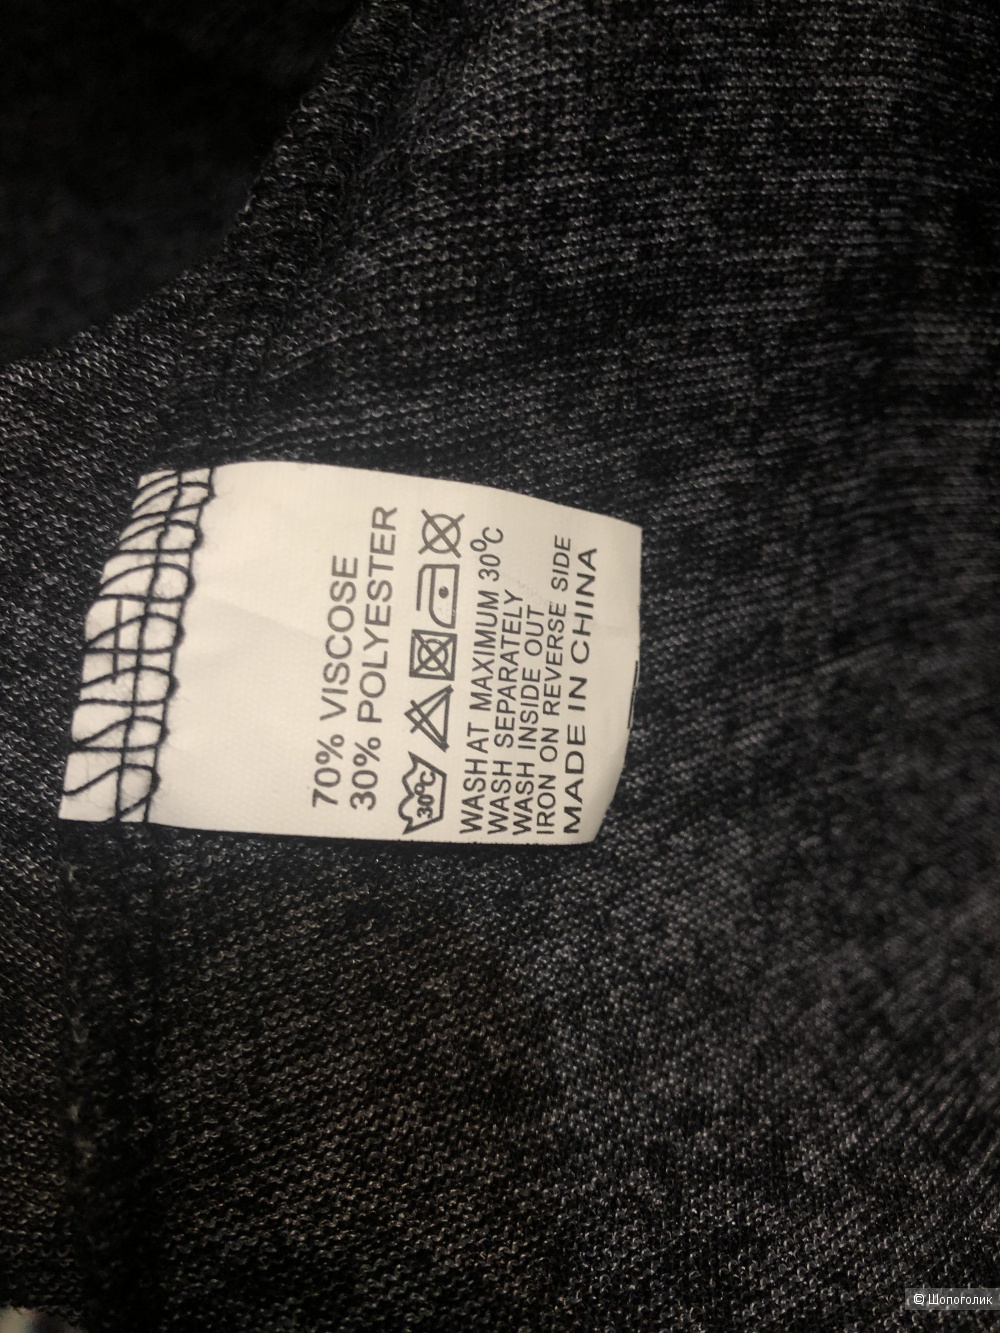 70% VISCOSE
30% POLYESTER
30°C
WASH AT MAXIMUM 30°C
WASH SEPARATELY
WASH INSIDE OUT
IRON ON REVERSE SIDE
MADE IN CHINA
© Шопоголик